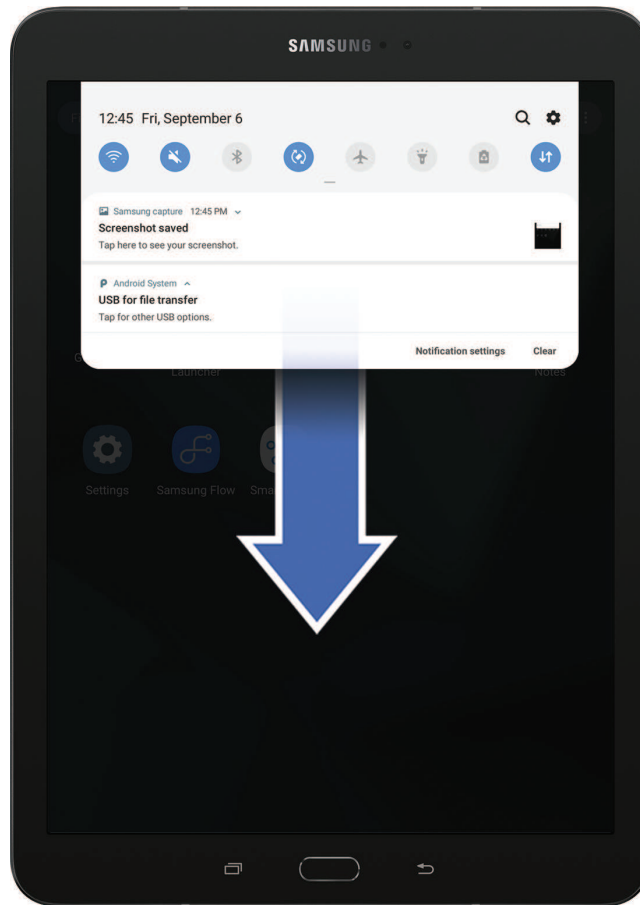 SAMSUNG
12:45 Fri, September 6
Samsung capture 12:45 PM
Screenshot saved
Tap here to see your screenshot.
Android System
USB for file transfer
Tap for other USB options.
Notification settings Clear
Launcher Notes
Settings Samsung Flow